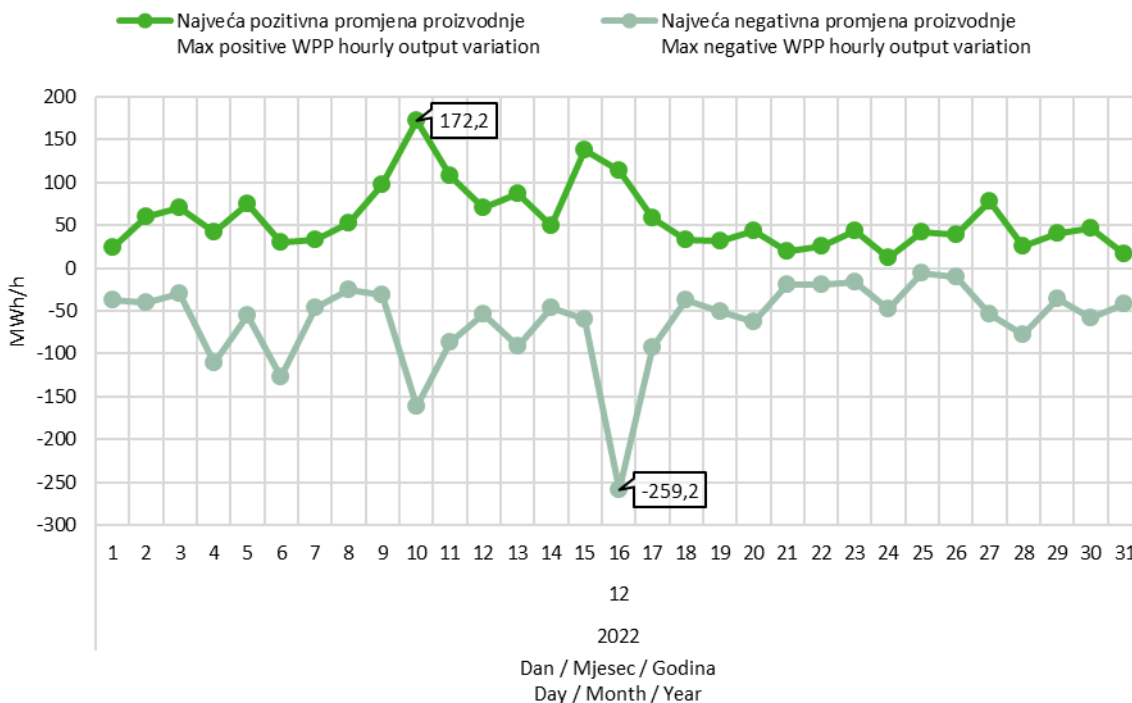 Najveća pozitivna promjena proizvodnje
Max positive WPP hourly output variation
Najveća negativna promjena proizvodnje
Max negative WPP hourly output variation
200
150
100
50
0
-50
-100
-150
-200
-250
-300
MWh/h
172,2
-259,2
1 2 3 4 5 6 7 8 9 10 11 12 13 14 15 16 17 18 19 20 21 22 23 24 25 26 27 28 29 30 31
12
2022
Dan / Mjesec / Godina
Day / Month / Year